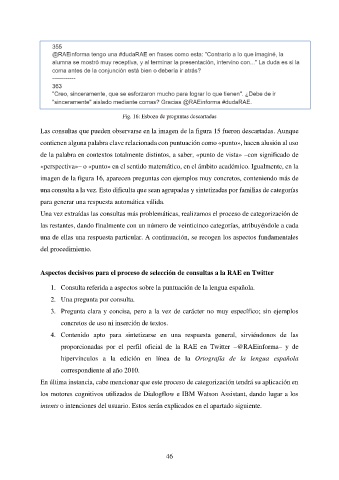 355
@RAEinforma tengo una #dudaRAE en frases como esta: "Contrario a lo que imaginé, la
alumna se mostró muy receptiva, y al terminar la presentación, intervino con..." La duda es si la
coma antes de la conjunción está bien o debería ir atrás?
------------
363
"Creo, sinceramente, que se esforzaron mucho para lograr lo que tienen". ¿Debe de ir
"sinceramente" aislado mediante comas? Gracias @RAEinforma #dudaRAE.
Fig. 16: Esbozo de preguntas descartadas
Las consultas que pueden observarse en la imagen de la figura 15 fueron descartadas. Aunque
contienen alguna palabra clave relacionada con puntuación como «punto», hacen alusión al uso
de la palabra en contextos totalmente distintos, a saber, «punto de vista» –con significado de
«perspectiva»– o «punto» en el sentido matemático, en el ámbito académico. Igualmente, en la
imagen de la figura 16, aparecen preguntas con ejemplos muy concretos, conteniendo más de
una consulta a la vez. Esto dificulta que sean agrupadas y sintetizadas por familias de categorías
para generar una respuesta automática válida.
Una vez extraídas las consultas más problemáticas, realizamos el proceso de categorización de
las restantes, dando finalmente con un número de veinticinco categorías, atribuyéndole a cada
una de ellas una respuesta particular. A continuación, se recogen los aspectos fundamentales
del procedimiento.
Aspectos decisivos para el proceso de selección de consultas a la RAE en Twitter
1. Consulta referida a aspectos sobre la puntuación de la lengua española.
2. Una pregunta por consulta.
3. Pregunta clara y concisa, pero a la vez de carácter no muy específico; sin ejemplos
concretos de uso ni inserción de textos.
4. Contenido apto para sintetizarse en una respuesta general, sirviéndonos de las
proporcionadas por el perfil oficial de la RAE en Twitter –@RAEinforma– y de
hipervínculos a la edición en línea de la Ortografía de la lengua española
correspondiente al año 2010.
En última instancia, cabe mencionar que este proceso de categorización tendrá su aplicación en
los motores cognitivos utilizados de Dialogflow e IBM Watson Assistant, dando lugar a los
intents o intenciones del usuario. Estos serán explicados en el apartado siguiente.
46